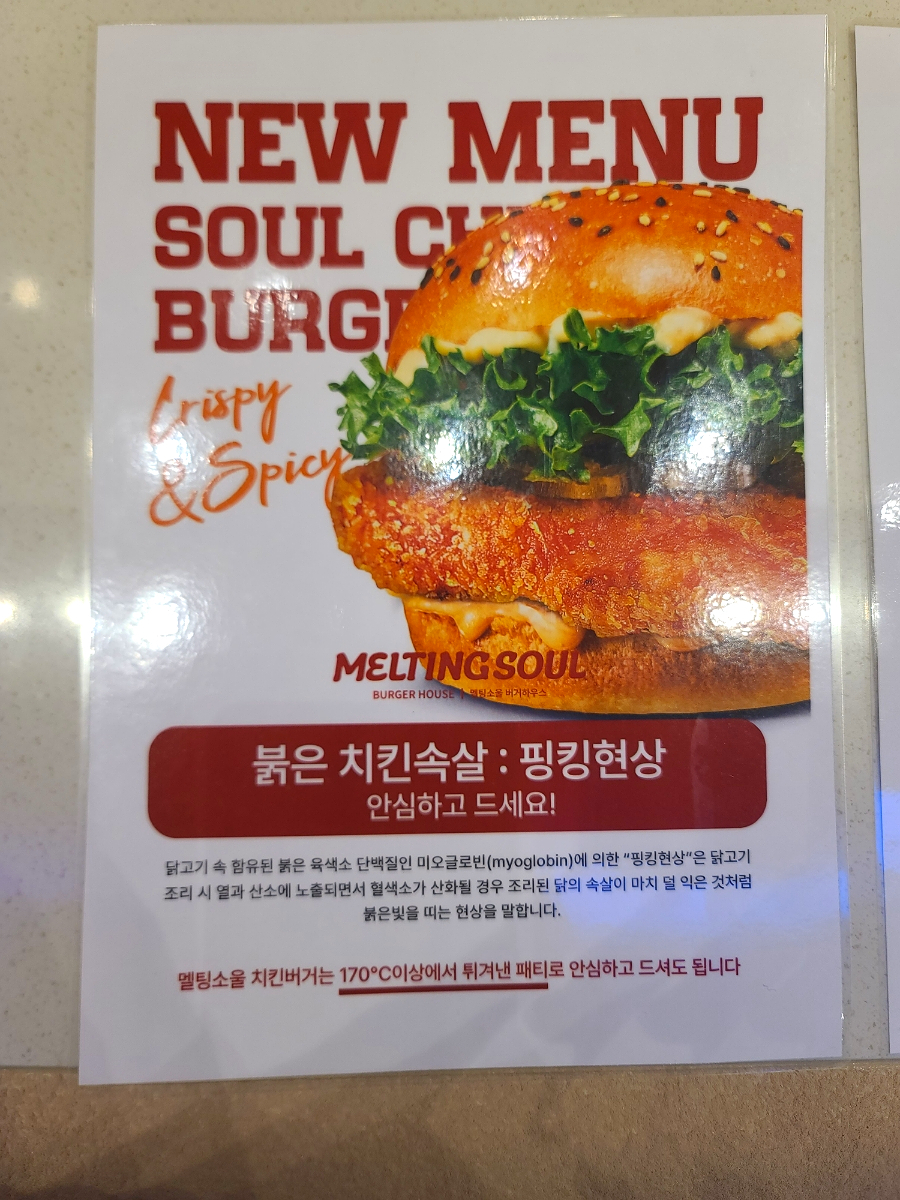 NEW MENU
SOUL
BURG
Crispy
&Spicy
MELTING SOUL
BURGER HOUSE | 멜팅소울 버거하우스
붉은 치킨속살 : 핑킹현상
안심하고 드세요!
닭고기 속 함유된 붉은 육색소 단백질인 미오글로빈(myoglobin)에 의한 “핑킹현상”은 닭고기
조리 시 열과 산소에 노출되면서 혈색소가 산화될 경우 조리된 닭의 속살이 마치 덜 익은 것처럼
붉은빛을 띠는 현상을 말합니다.
멜팅소울 치킨버거는 170°C이상에서 튀겨낸 패티로 안심하고 드셔도 됩니다